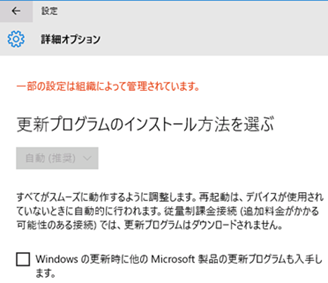 設定
詳細オプション
一部の設定は組織によって管理されています。
更新プログラムのインストール方法を選ぶ
自動 (推奨)
すべてがスムーズに動作するように調整します。再起動は、デバイスが使用され
ていないときに自動的に行われます。従量制課金接続 (追加料金がかかる
可能性のある接続) では、更新プログラムはダウンロードされません。
Windows の更新時に他の Microsoft 製品の更新プログラムも入手しま
す。